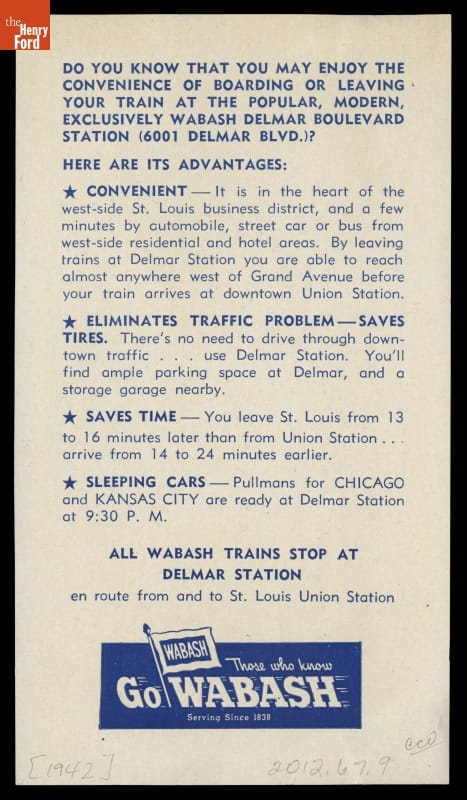 the
Henry
Ford
DO YOU KNOW THAT YOU MAY ENJOY THE
CONVENIENCE OF BOARDING OR LEAVING
YOUR TRAIN AT THE POPULAR, MODERN,
EXCLUSIVELY WABASH DELMAR BOULEVARD
STATION (6001 DELMAR BLVD.)?
HERE ARE ITS ADVANTAGES:
★ CONVENIENT — It is in the heart of the
west-side St. Louis business district, and a few
minutes by automobile, street car or bus from
west-side residential and hotel areas. By leaving
trains at Delmar Station you are able to reach
almost anywhere west of Grand Avenue before
your train arrives at downtown Union Station.
★ ELIMINATES TRAFFIC PROBLEM — SAVES
TIRES. There's no need to drive through down-
town traffic . . . use Delmar Station. You'll
find ample parking space at Delmar, and a
storage garage nearby.
★ SAVES TIME — You leave St. Louis from 13
to 16 minutes later than from Union Station . . .
arrive from 14 to 24 minutes earlier.
★ SLEEPING CARS — Pullmans for CHICAGO
and KANSAS CITY are ready at Delmar Station
at 9:30 P. M.
ALL WABASH TRAINS STOP AT
DELMAR STATION
en route from and to St. Louis Union Station
WABASH
Those who know
Go WABASH
Serving Since 1838
[1942]
2012.67.9